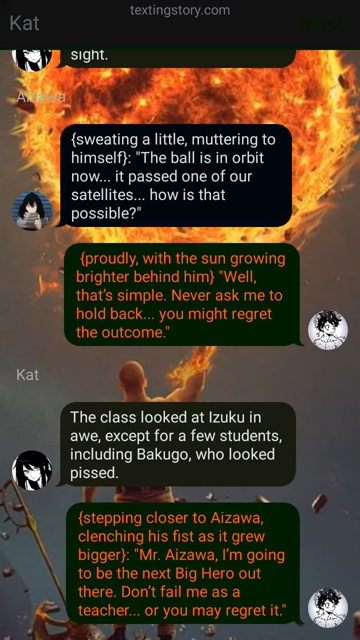 textingstory.com
Kat
sight.
Aizawa
{sweating a little, muttering to
himself}: "The ball is in orbit
now... it passed one of our
satellites... how is that
possible?"
{proudly, with the sun growing
brighter behind him} "Well,
that's simple. Never ask me to
hold back... you might regret
the outcome."
Kat
The class looked at Izuku in
awe, except for a few students,
including Bakugo, who looked
pissed.
{stepping closer to Aizawa,
clenching his fist as it grew
bigger}: "Mr. Aizawa, I'm going
to be the next Big Hero out
there. Don't fail me as a
teacher... or you may regret it."